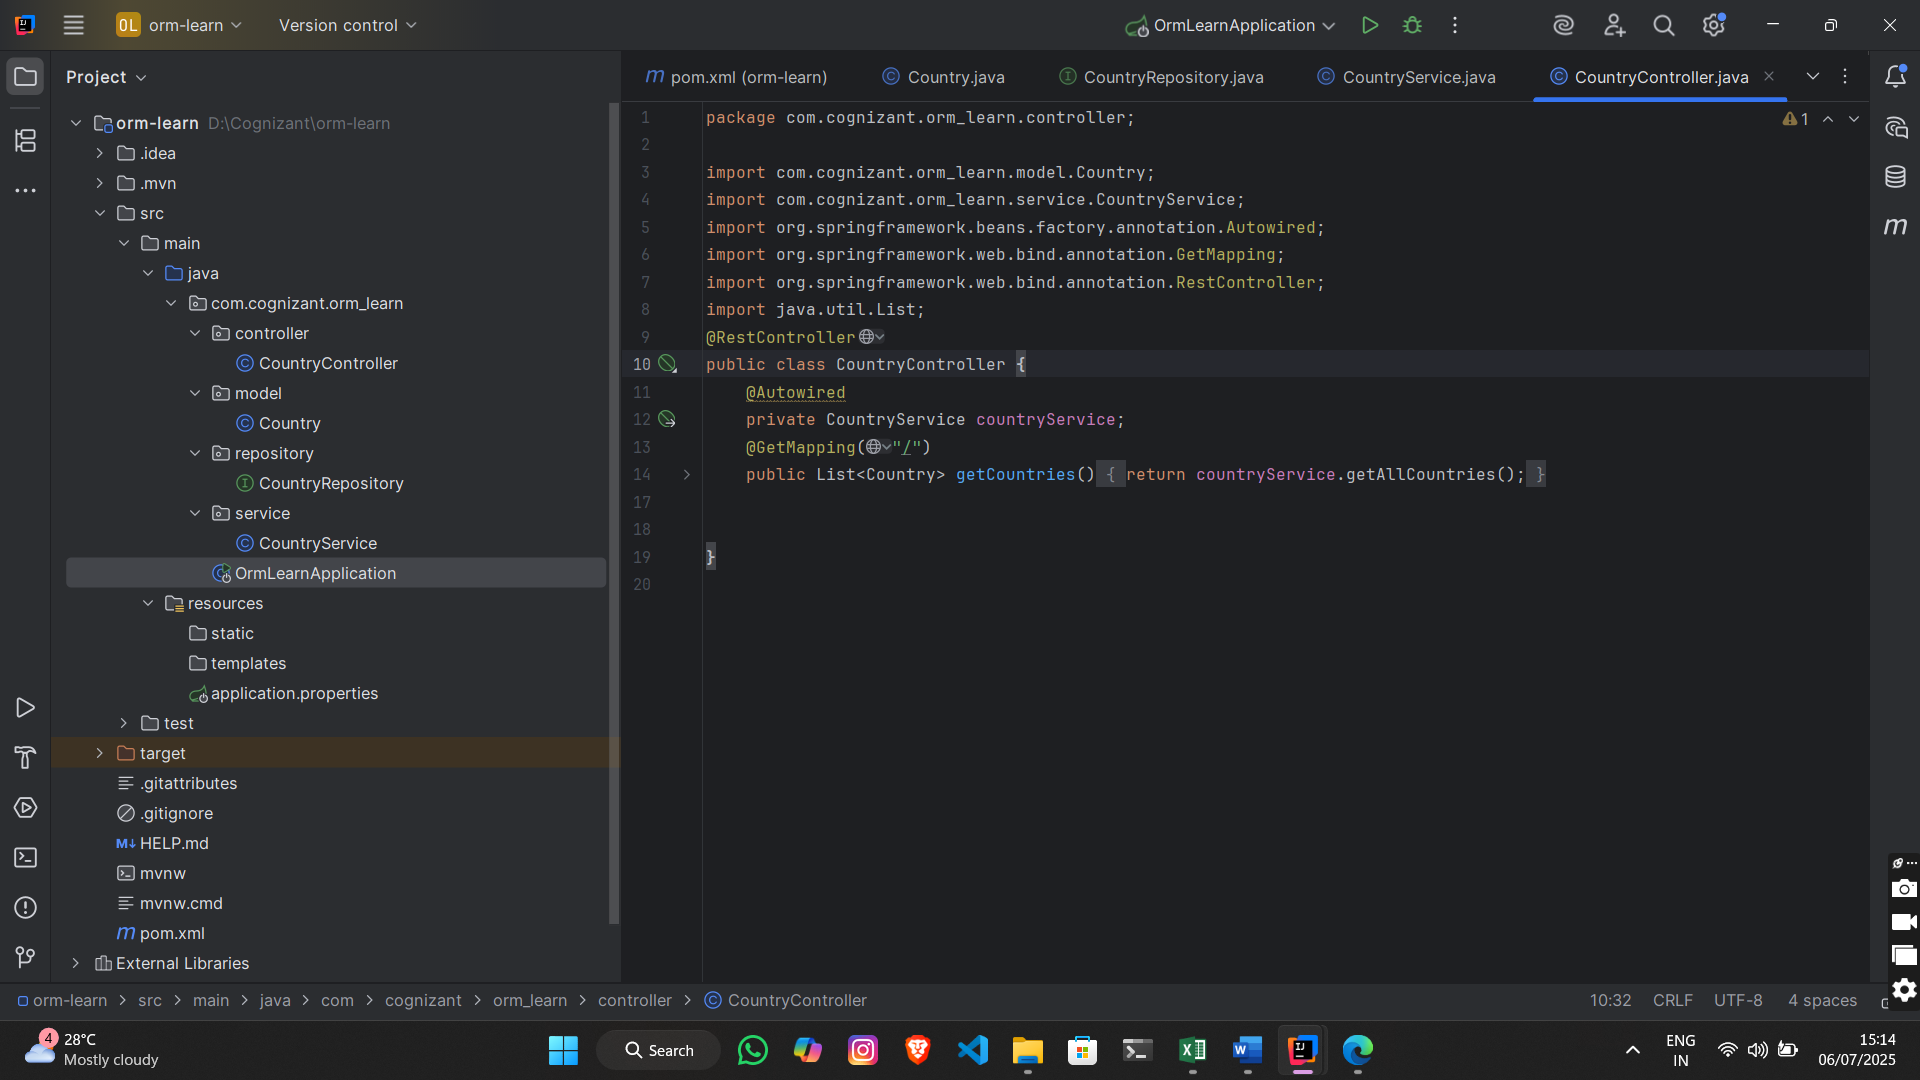 OL orm-learn Version control OrmLearnApplication
Project
orm-learn D:\Cognizant\orm-learn
.idea
.mvn
src
main
java
com.cognizant.orm_learn
controller
CountryController
model
Country
repository
CountryRepository
service
CountryService
OrmLearnApplication
resources
static
templates
application.properties
test
target
.gitattributes
.gitignore
M↓ HELP.md
mvnw
mvnw.cmd
m pom.xml
External Libraries
m pom.xml (orm-learn) Country.java CountryRepository.java CountryService.java CountryController.java
1 package com.cognizant.orm_learn.controller; 1
2
3 import com.cognizant.orm_learn.model.Country;
4 import com.cognizant.orm_learn.service.CountryService;
5 import org.springframework.beans.factory.annotation.Autowired;
6 import org.springframework.web.bind.annotation.GetMapping;
7 import org.springframework.web.bind.annotation.RestController;
8 import java.util.List;
9 @RestController
10 public class CountryController {
11 @Autowired
12 private CountryService countryService;
13 @GetMapping("/")
14 public List<Country> getCountries() { return countryService.getAllCountries(); }
17
18
19 }
20
m
orm-learn > src > main > java > com > cognizant > orm_learn > controller > CountryController 10:32 CRLF UTF-8 4 spaces
4 28°C
Mostly cloudy
Search
ENG
IN
15:14
06/07/2025